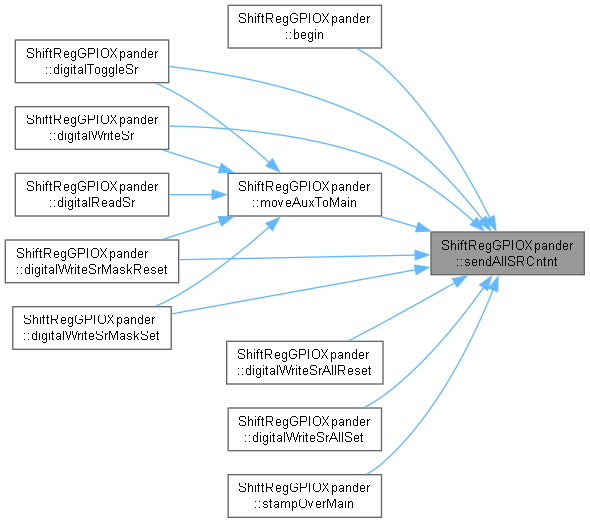 ShiftRegGPIOXpander
::begin
ShiftRegGPIOXpander
::digitalToggleSr
ShiftRegGPIOXpander
::digitalWriteSr
ShiftRegGPIOXpander
::digitalReadSr
ShiftRegGPIOXpander
::moveAuxToMain
ShiftRegGPIOXpander
::digitalWriteSrMaskReset
ShiftRegGPIOXpander
::sendAllSRCntnt
ShiftRegGPIOXpander
::digitalWriteSrMaskSet
ShiftRegGPIOXpander
::digitalWriteSrAllReset
ShiftRegGPIOXpander
::digitalWriteSrAllSet
ShiftRegGPIOXpander
::stampOverMain